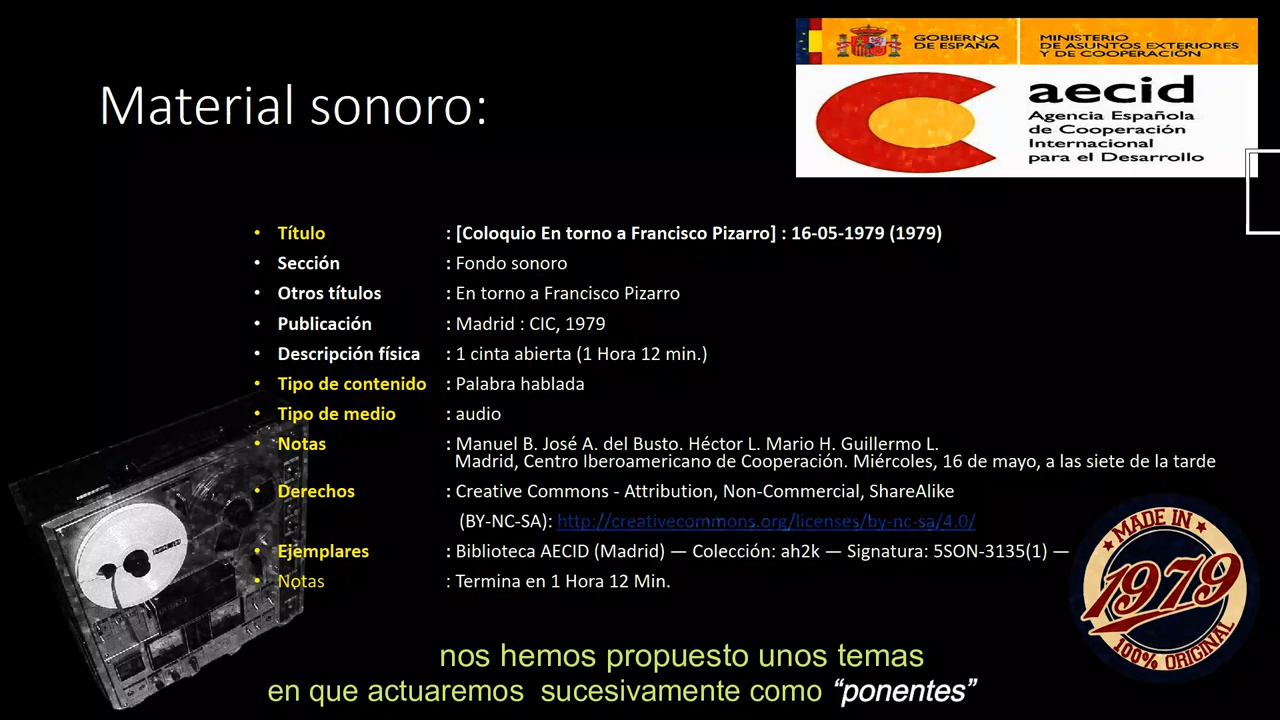 GOBIERNO
DE ESPAÑA
MINISTERIO
DE ASUNTOS EXTERIORES
Y DE COOPERACIÓN
aecid
Agencia Española
de Cooperación
Internacional
para el Desarrollo
Material sonoro:
• Título : [Coloquio En torno a Francisco Pizarro] : 16-05-1979 (1979)
• Sección : Fondo sonoro
• Otros títulos : En torno a Francisco Pizarro
• Publicación : Madrid : CIC, 1979
• Descripción física : 1 cinta abierta (1 Hora 12 min.)
• Tipo de contenido : Palabra hablada
• Tipo de medio : audio
• Notas : Manuel B. José A. del Busto. Héctor L. Mario H. Guillermo L.
Madrid, Centro Iberoamericano de Cooperación. Miércoles, 16 de mayo, a las siete de la tarde
• Derechos : Creative Commons - Attribution, Non-Commercial, ShareAlike
(BY-NC-SA): http://creativecommons.org/licenses/by-nc-sa/4.0/
• Ejemplares : Biblioteca AECID (Madrid) — Colección: ah2k — Signatura: 5SON-3135(1) —
• Notas : Termina en 1 Hora 12 Min.
MADE IN
1979
100% ORIGINAL
nos hemos propuesto unos temas
en que actuaremos sucesivamente como “ponentes”